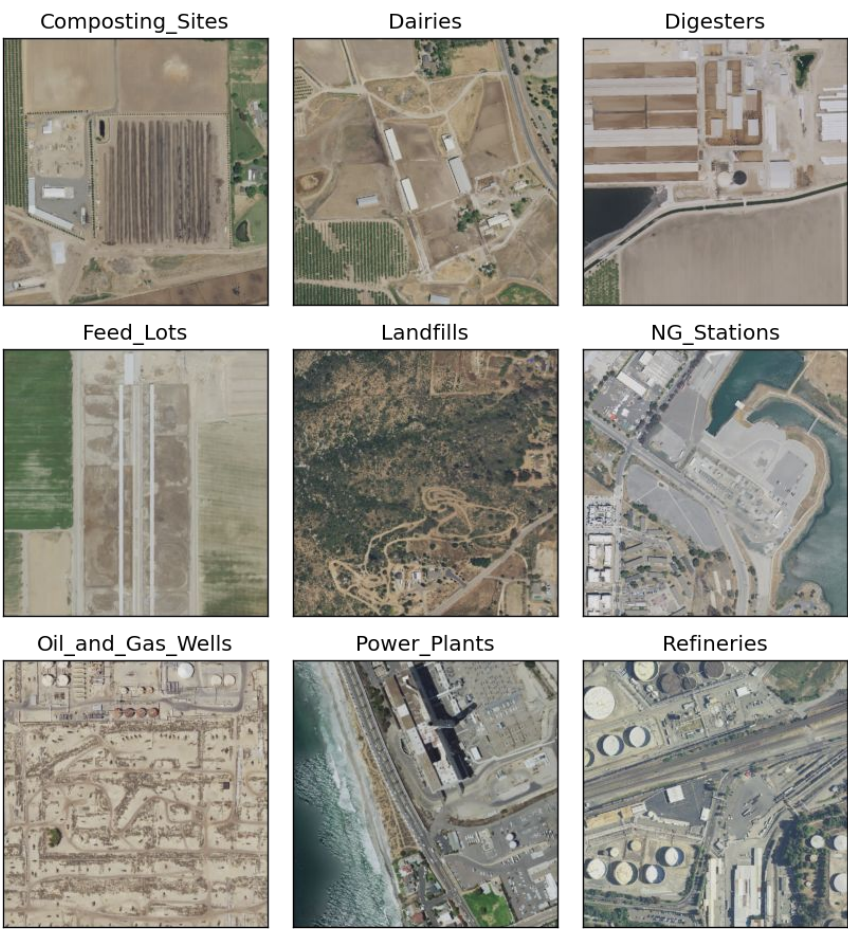 Composting_Sites
Dairies
Digesters
Feed_Lots
Landfills
NG_Stations
Oil_and_Gas_Wells
Power_Plants
Refineries